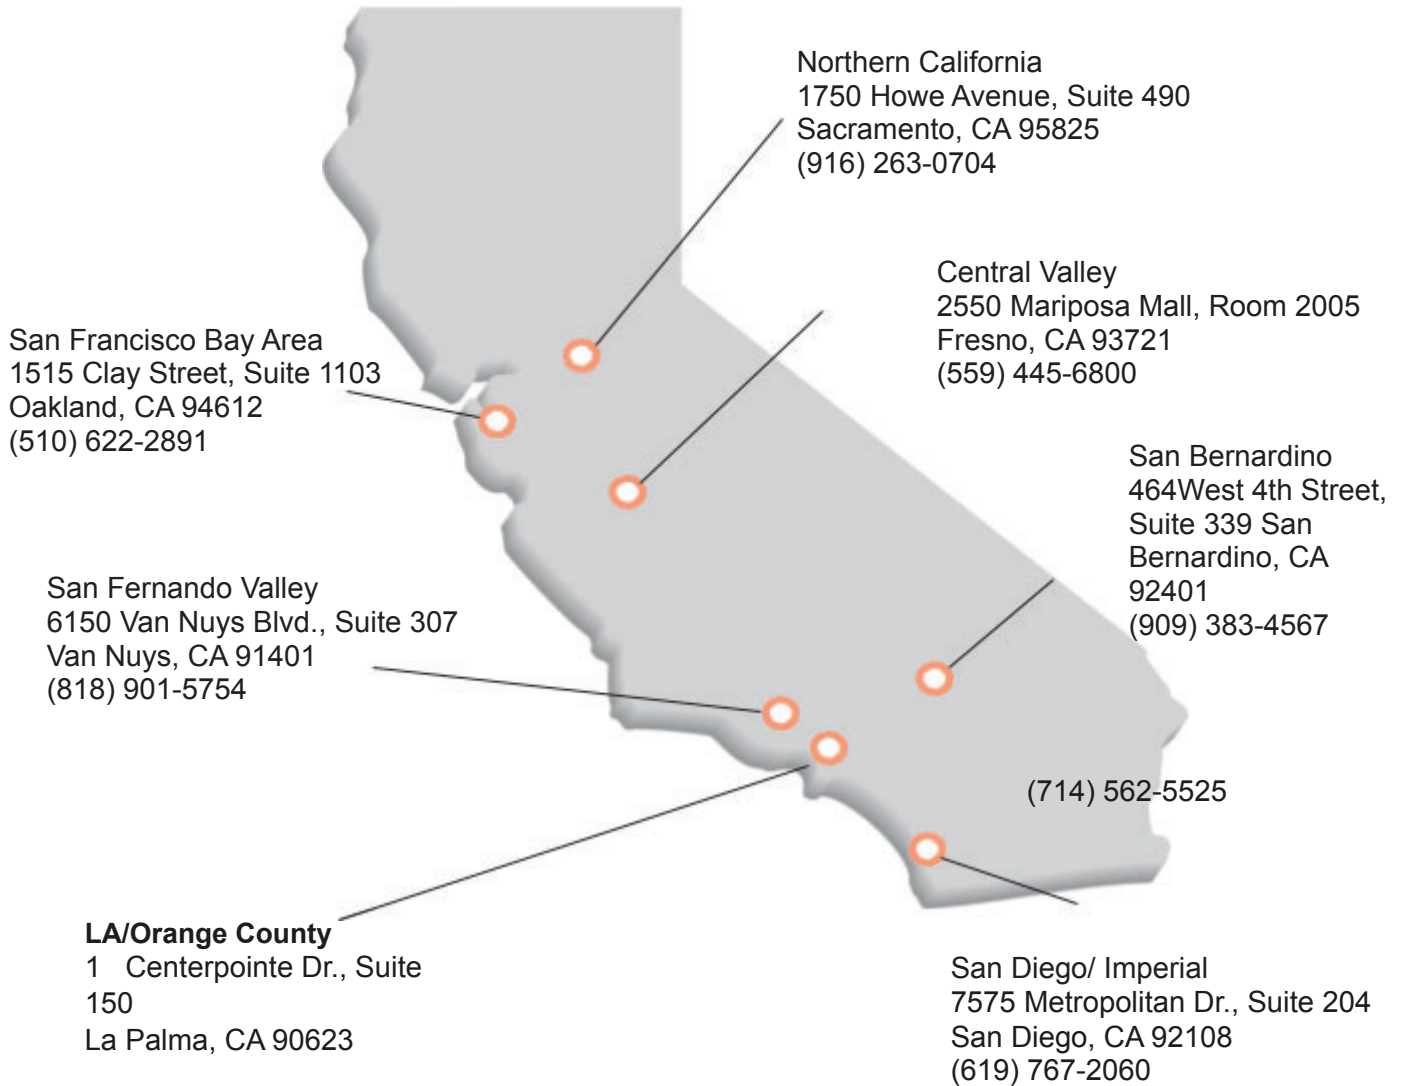 Northern California
1750 Howe Avenue, Suite 490
Sacramento, CA 95825
(916) 263-0704
Central Valley
2550 Mariposa Mall, Room 2005
Fresno, CA 93721
(559) 445-6800
San Francisco Bay Area
1515 Clay Street, Suite 1103
Oakland, CA 94612
(510) 622-2891
San Bernardino
464West 4th Street,
Suite 339 San
Bernardino, CA
92401
(909) 383-4567
San Fernando Valley
6150 Van Nuys Blvd., Suite 307
Van Nuys, CA 91401
(818) 901-5754
(714) 562-5525
LA/Orange County
1 Centerpointe Dr., Suite
150
La Palma, CA 90623
San Diego/ Imperial
7575 Metropolitan Dr., Suite 204
San Diego, CA 92108
(619) 767-2060